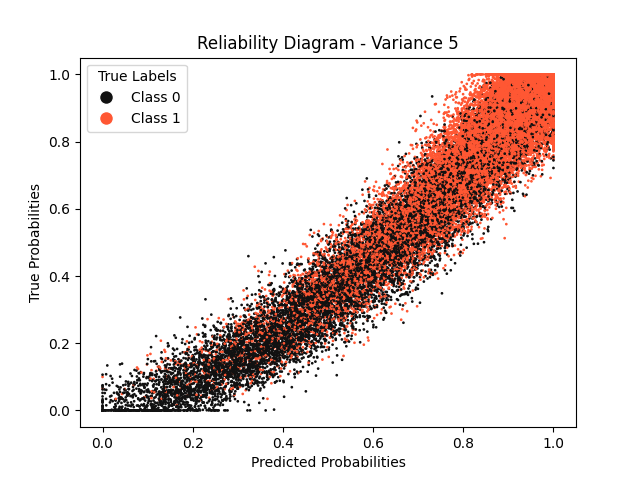 Reliability Diagram - Variance 5
True Labels
Class 0
Class 1
1.0
0.8
0.6
0.4
0.2
0.0
True Probabilities
0.0 0.2 0.4 0.6 0.8 1.0
Predicted Probabilities